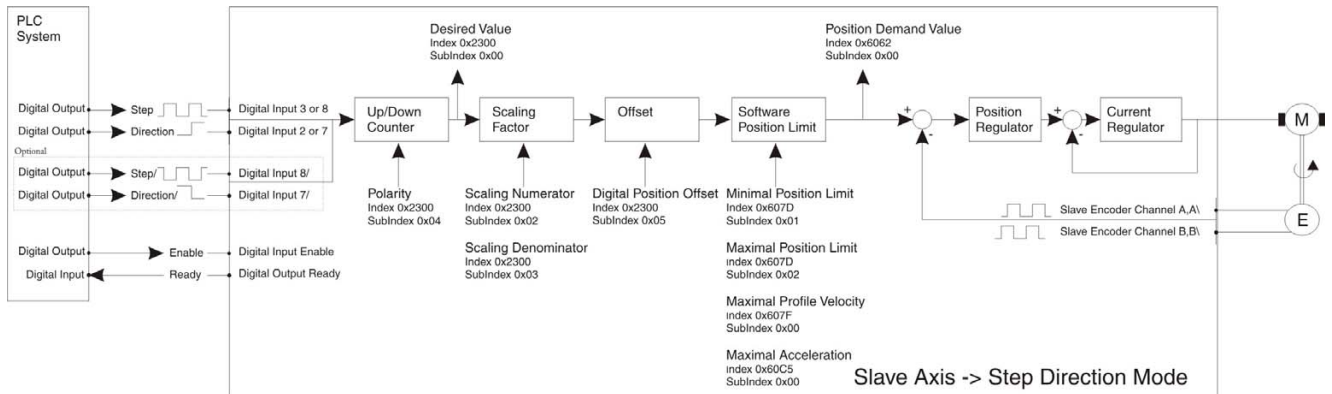 PLC
System
Digital Output
Step
Digital Input 3 or 8
Digital Output
Direction
Digital Input 2 or 7
Optional
Digital Output
Step/
Digital Input 8/
Digital Output
Direction/
Digital Input 7/
Digital Output
Enable
Digital Input Enable
Digital Input
Ready
Digital Output Ready
Up/Down
Counter
Polarity
Index 0x2300
SubIndex 0x04
Desired Value
Index 0x2300
SubIndex 0x00
Scaling
Factor
Scaling Numerator
Index 0x2300
SubIndex 0x02
Scaling Denominator
Index 0x2300
SubIndex 0x03
Offset
Digital Position Offset
Index 0x2300
SubIndex 0x05
Software
Position Limit
Minimal Position Limit
Index 0x607D
SubIndex 0x01
Maximal Position Limit
index 0x607D
SubIndex 0x02
Maximal Profile Velocity
index 0x607F
SubIndex 0x00
Maximal Acceleration
index 0x60C5
SubIndex 0x00
Position Demand Value
Index 0x6062
SubIndex 0x00
+
-
Position
Regulator
+
-
Current
Regulator
M
Slave Encoder Channel A,A\
Slave Encoder Channel B,B\
E
Slave Axis -> Step Direction Mode